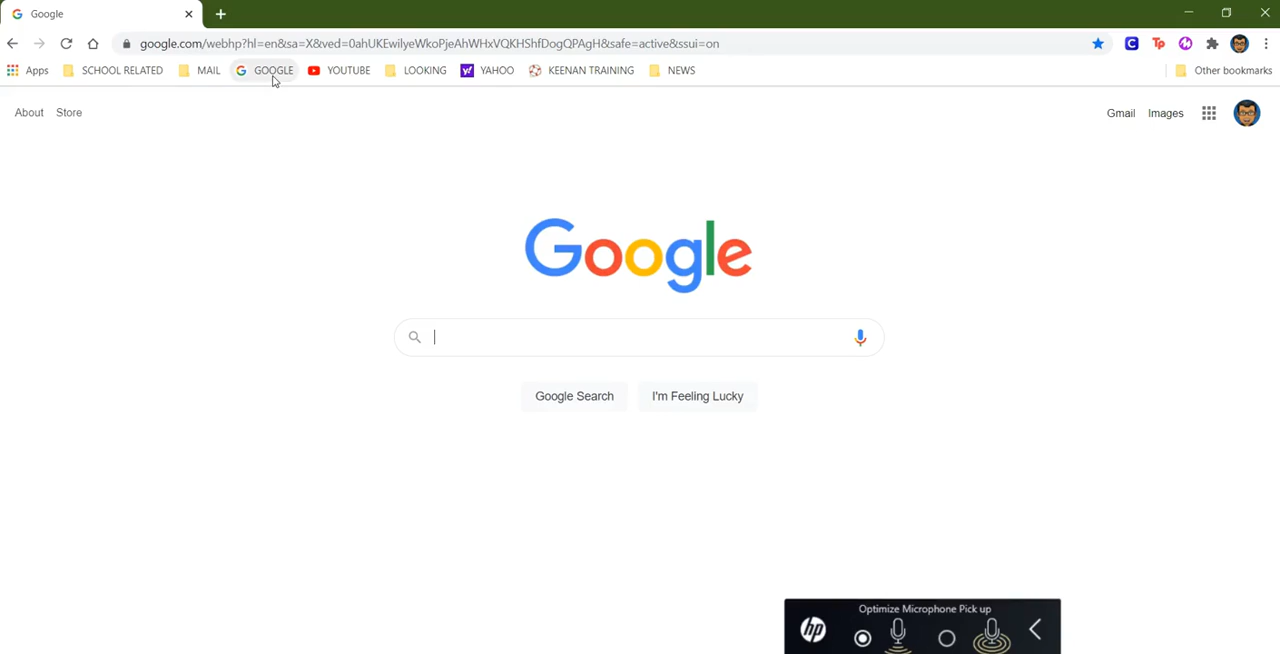 Google
google.com/webhp?hl=en&sa=X&ved=0ahUKEwilyeWkoPjeAhWHxVQKHShfDogQPAgH&safe=active&ssui=on
Apps SCHOOL RELATED MAIL GOOGLE YOUTUBE LOOKING YAHOO KEENAN TRAINING NEWS Other bookmarks
About Store Gmail Images
Google
Google Search I'm Feeling Lucky
Optimize Microphone Pick up
hp